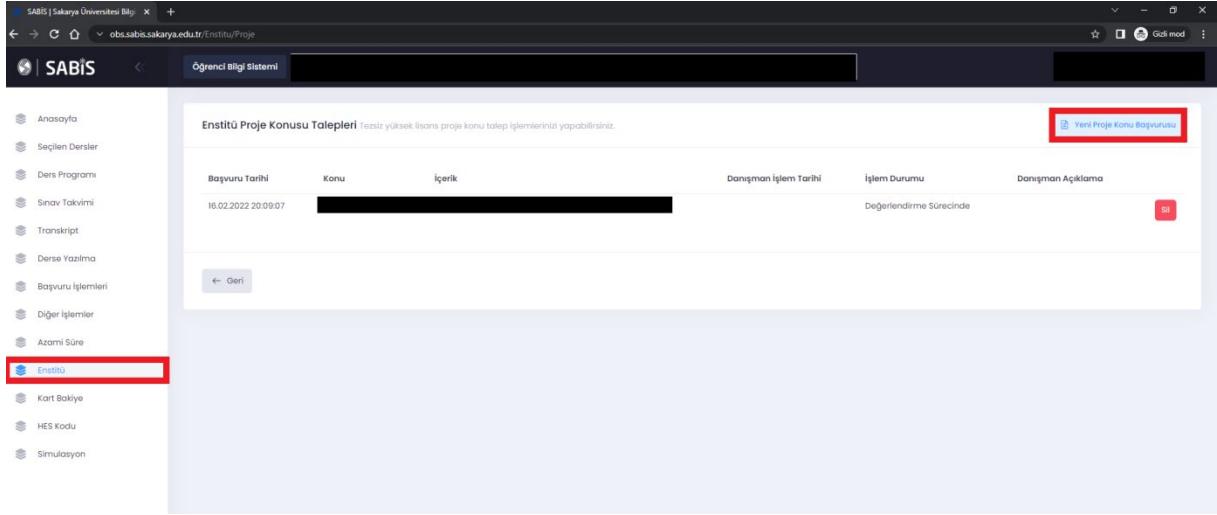 SABİS | Sakarya Üniversitesi Bilgi
obs.sabis.sakarya.edu.tr/Enstitu/Proje
Gizli mod
SABİS
Öğrenci Bilgi Sistemi
Anasayfa
Seçilen Dersler
Ders Programı
Sınav Takvimi
Transkript
Derse Yazılma
Başvuru İşlemleri
Diğer İşlemler
Azami Süre
Enstitü
Kart Bakiye
HES Kodu
Simulasyon
Enstitü Proje Konusu Talepleri Tezsiz yüksek lisans proje konu talep işlemlerinizi yapabilirsiniz.
Yeni Proje Konu Başvurusu
Başvuru Tarihi Konu İçerik Danışman İşlem Tarihi İşlem Durumu Danışman Açıklama
16.02.2022 20:09:07 Değerlendirme Sürecinde Sil
← Geri